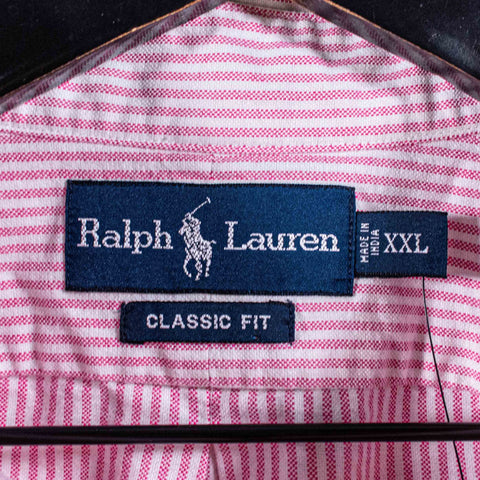 Ralph Lauren
MADE IN
INDIA
XXL
CLASSIC FIT